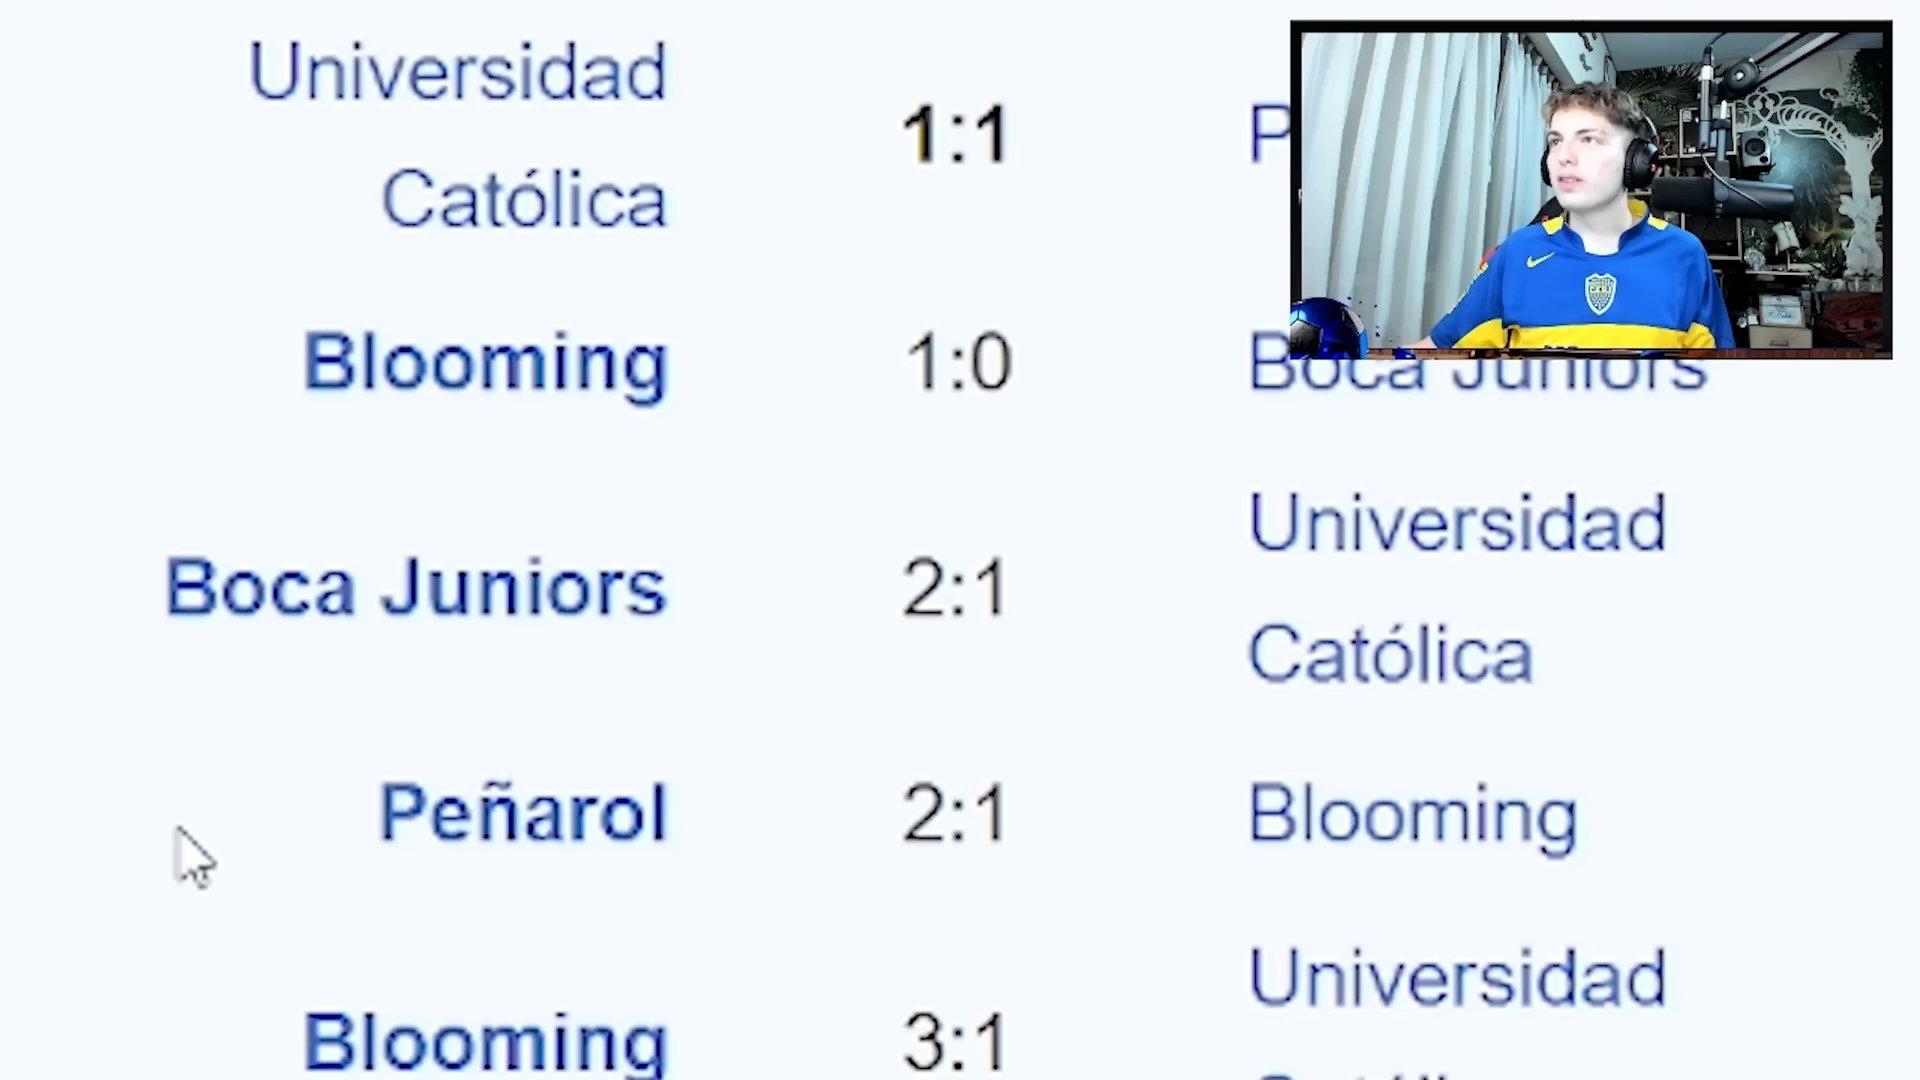 Universidad
Católica
1:1
P
Blooming
1:0
Boca Juniors
Boca Juniors
2:1
Universidad
Católica
Peñarol
2:1
Blooming
Blooming
3:1
Universidad